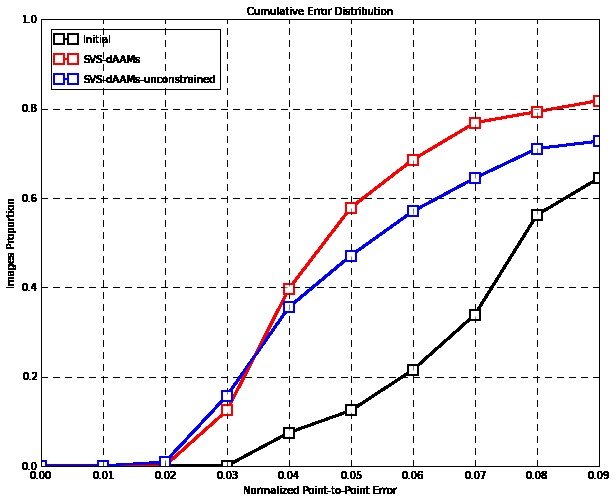 Cumulative Error Distribution
1.0
Initial
SVS-dAAMs
SVS-dAAMs-unconstrained
0.8
0.6
0.4
0.2
0.0
Images Proportion
0.00 0.01 0.02 0.03 0.04 0.05 0.06 0.07 0.08 0.09
Normalized Point-to-Point Error